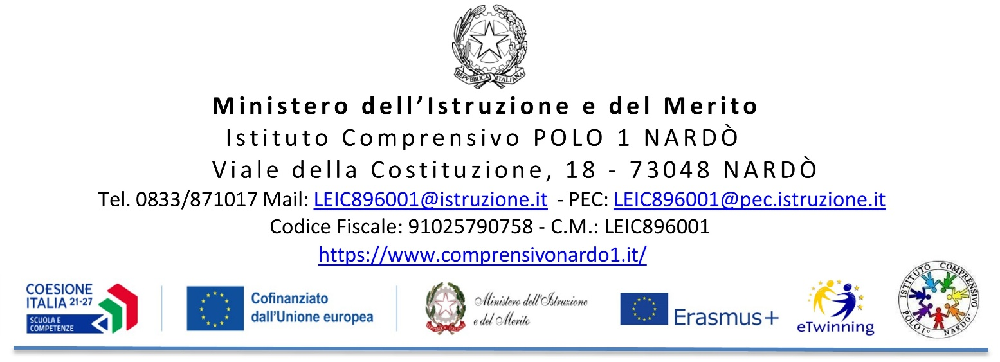 REPVBBLICA ITALIANA
Ministero dell’Istruzione e del Merito
Istituto Comprensivo POLO 1 NARDÒ
Viale della Costituzione, 18 - 73048 NARDÒ
Tel. 0833/871017 Mail: LEIC896001@istruzione.it - PEC: LEIC896001@pec.istruzione.it
Codice Fiscale: 91025790758 - C.M.: LEIC896001
https://www.comprensivonardo1.it/
COESIONE
ITALIA 21-27
SCUOLA E
COMPETENZE
Cofinanziato
dall'Unione europea
Ministero dell'Istruzione
e del Merito
Erasmus+
eTwinning
ISTITUTO COMPRENSIVO
POLO 1° NARDO'